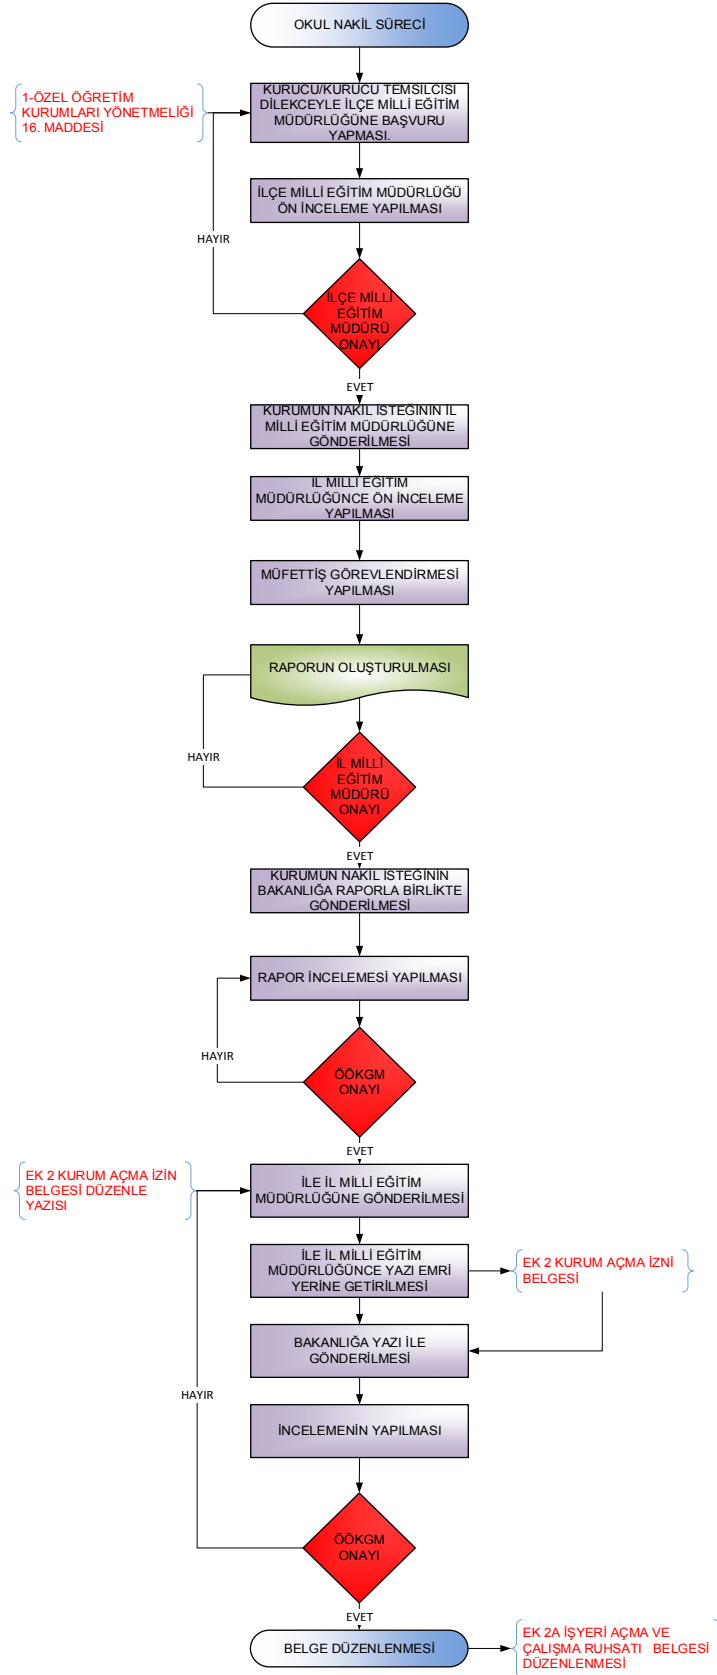 OKUL NAKİL SÜRECİ
1-ÖZEL ÖĞRETİM
KURUMLARI YÖNETMELİĞİ
16. MADDESİ
KURUCU/KURUCU TEMSİLCİSİ
DİLEKCEYLE İLÇE MİLLİ EĞİTİM
MÜDÜRLÜĞÜNE BAŞVURU
YAPMASI.
İLÇE MİLLİ EĞİTİM MÜDÜRLÜĞÜ
ÖN İNCELEME YAPILMASI
HAYIR
İLÇE MİLLİ
EĞİTİM
MÜDÜRÜ
ONAYI
EVET
KURUMUN NAKİL İSTEĞİNİN İL
MİLLİ EĞİTİM MÜDÜRLÜĞÜNE
GÖNDERİLMESİ
İL MİLLİ EĞİTİM
MÜDÜRLÜĞÜNCE ÖN İNCELEME
YAPILMASI
MÜFETTİŞ GÖREVLENDİRMESİ
YAPILMASI
RAPORUN OLUŞTURULMASI
HAYIR
İL MİLLİ
EĞİTİM
MÜDÜRÜ
ONAYI
EVET
KURUMUN NAKİL İSTEĞİNİN
BAKANLIĞA RAPORLA BİRLİKTE
GÖNDERİLMESİ
RAPOR İNCELEMESİ YAPILMASI
HAYIR
ÖÖKGM
ONAYI
EVET
EK 2 KURUM AÇMA İZİN
BELGESİ DÜZENLE
YAZISI
İLE İL MİLLİ EĞİTİM
MÜDÜRLÜĞÜNE GÖNDERİLMESİ
İLE İL MİLLİ EĞİTİM
MÜDÜRLÜĞÜNCE YAZI EMRİ
YERİNE GETİRİLMESİ
EK 2 KURUM AÇMA İZNİ
BELGESİ
BAKANLIĞA YAZI İLE
GÖNDERİLMESİ
HAYIR
İNCELEMENİN YAPILMASI
ÖÖKGM
ONAYI
EVET
BELGE DÜZENLENMESİ
EK 2A İŞYERİ AÇMA VE
ÇALIŞMA RUHSATI BELGESİ
DÜZENLENMESİ